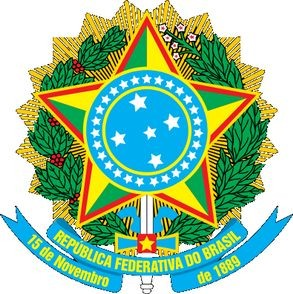 REPÚBLICA FEDERATIVA DO BRASIL
15 de Novembro
de 1889